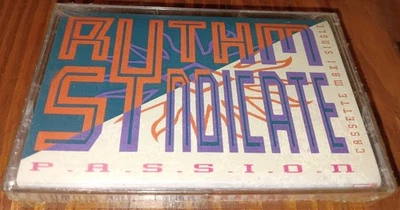 RYTHM
SYNDICATE
P.A.S.S.I.O.N
CASSETTE MAXI SINGLE